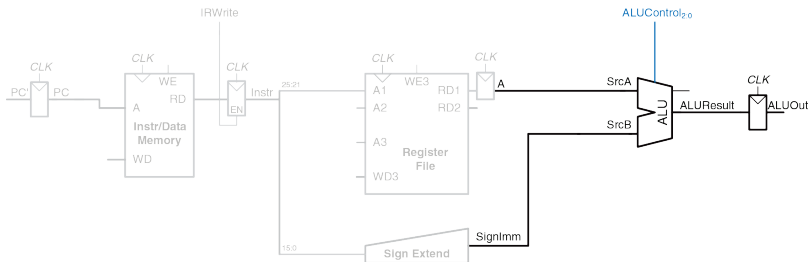 IRWrite
ALUControl2:0
CLK
CLK
CLK
CLK
CLK
PC'
PC
WE
A
RD
Instr/Data
Memory
WD
EN
Instr
25:21
A1
WE3
RD1
A2
RD2
A3
Register
File
WD3
A
SrcA
SrcB
ALU
ALUResult
ALUOut
SignImm
15:0
Sign Extend